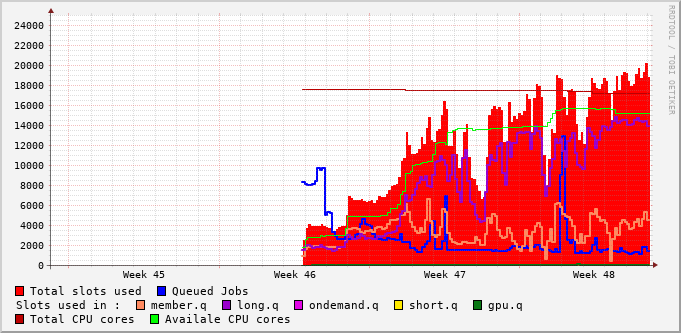 24000
22000
20000
18000
16000
14000
12000
10000
8000
6000
4000
2000
0
Week 45 Week 46 Week 47 Week 48
RRDTOOL / TOBI OETIKER
Total slots used Queued Jobs
Slots used in : member.q long.q ondemand.q short.q gpu.q
Total CPU cores Availale CPU cores